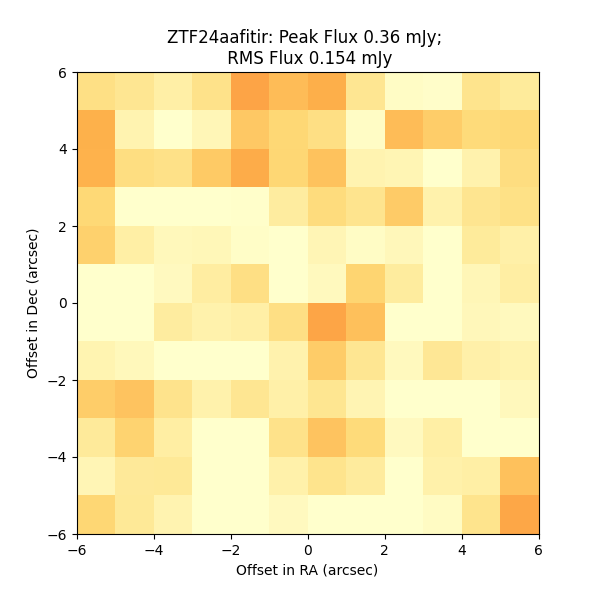 ZTF24aafitir: Peak Flux 0.36 mJy;
RMS Flux 0.154 mJy
6
4
2
0
−2
−4
−6
Offset in Dec (arcsec)
−6 −4 −2 0 2 4 6
Offset in RA (arcsec)